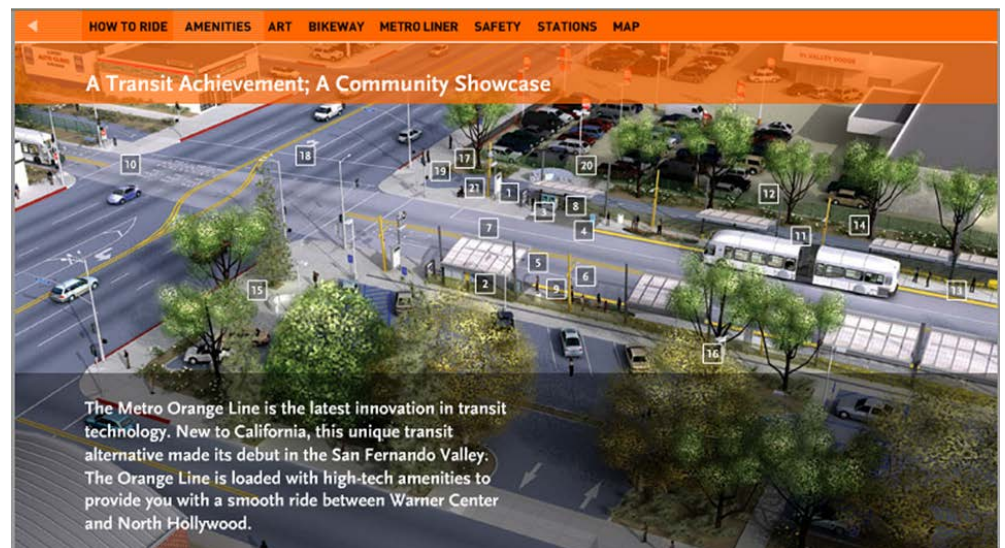 HOW TO RIDE AMENITIES ART BIKEWAY METRO LINER SAFETY STATIONS MAP
A Transit Achievement; A Community Showcase
10
18
17
19
20
21
1
12
8
3
14
7
4
11
5
6
2
9
15
13
16
The Metro Orange Line is the latest innovation in transit
technology. New to California, this unique transit
alternative made its debut in the San Fernando Valley.
The Orange Line is loaded with high-tech amenities to
provide you with a smooth ride between Warner Center
and North Hollywood.